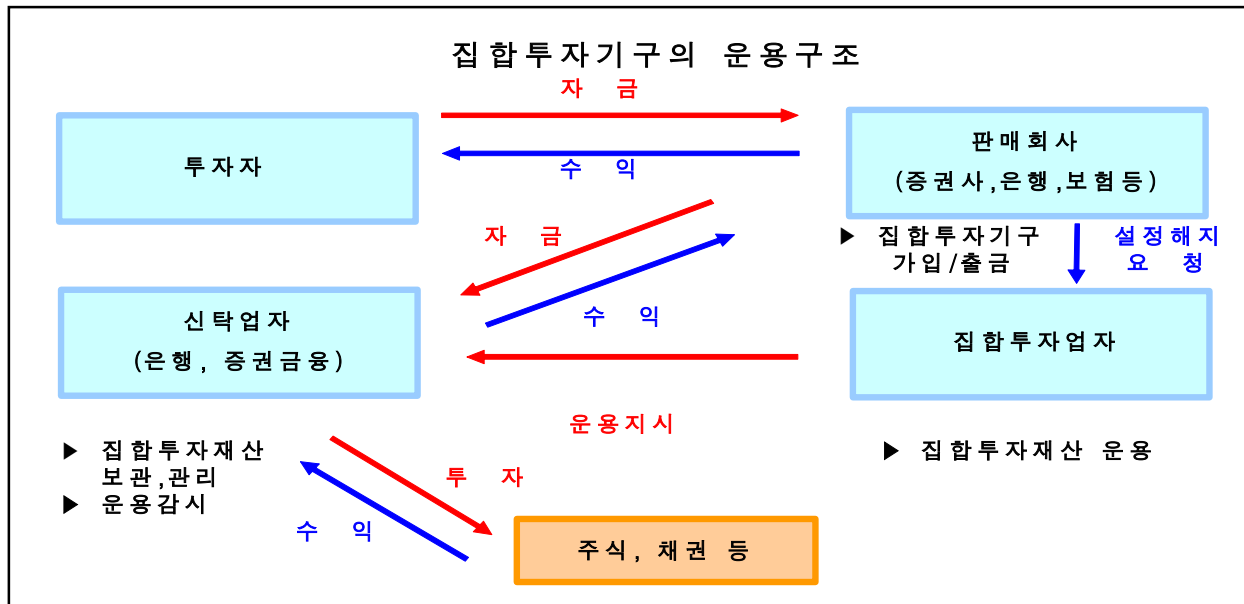 집합투자기구의 운용구조
자 금
투자자
수 익
판매회사
(증권사,은행,보험등)
자 금
▶ 집합투자기구
가입/출금
설정해지
요 청
신탁업자
(은행, 증권금융)
수 익
집합투자업자
운용지시
▶ 집합투자재산
보관,관리
▶ 운용감시
▶ 집합투자재산 운용
투 자
수 익
주식, 채권 등